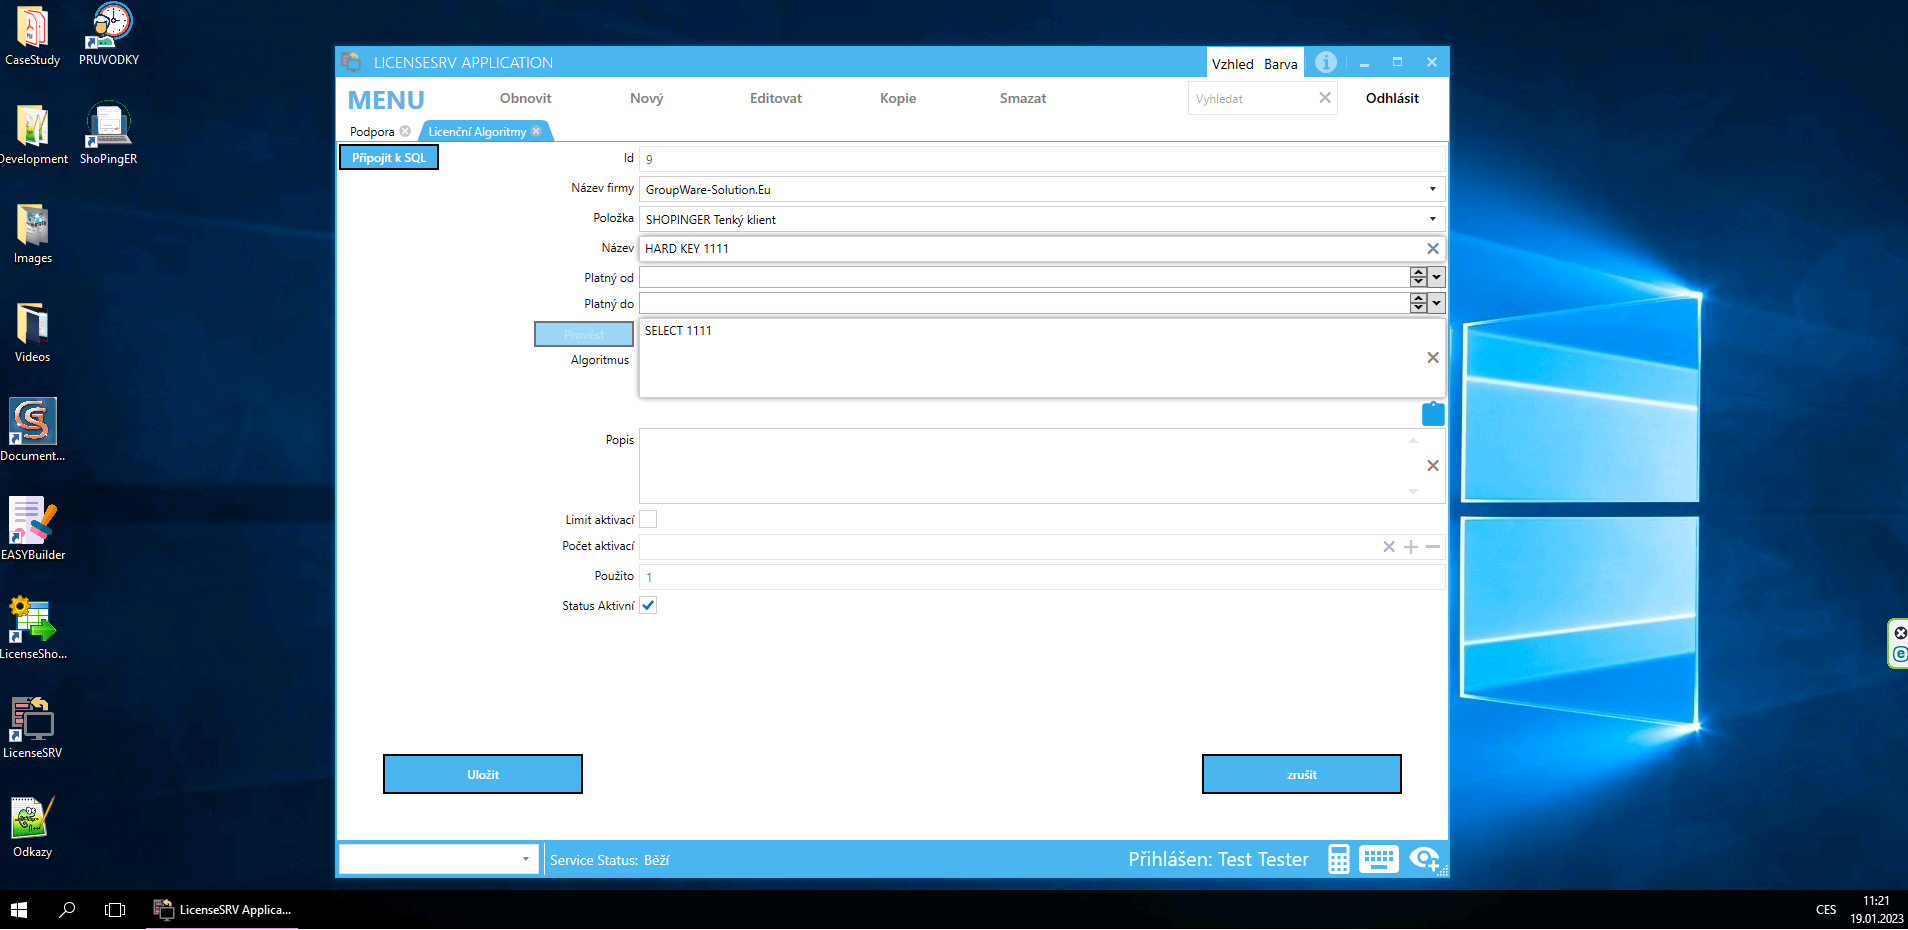 CaseStudy
PRUVODKY
Development
ShoPingER
Images
Videos
Document...
EASYBuilder
LicenseSho...
LicenseSRV
Odkazy
LICENSESRV APPLICATION
Vzhled Barva
MENU
Obnovit
Nový
Editovat
Kopie
Smazat
Vyhledat
Odhlásit
Podpora
Licenční Algoritmy
Připojit k SQL
Id 9
Název firmy GroupWare-Solution.Eu
Položka SHOPINGER Tenký klient
Název HARD KEY 1111
Platný od
Platný do
Provést
SELECT 1111
Algoritmus
Popis
Limit aktivací
Počet aktivací
Použito 1
Status Aktivní
Uložit
zrušit
Service Status: Běží
Přihlášen: Test Tester
LicenseSRV Applica...
CES
11:21
19.01.2023